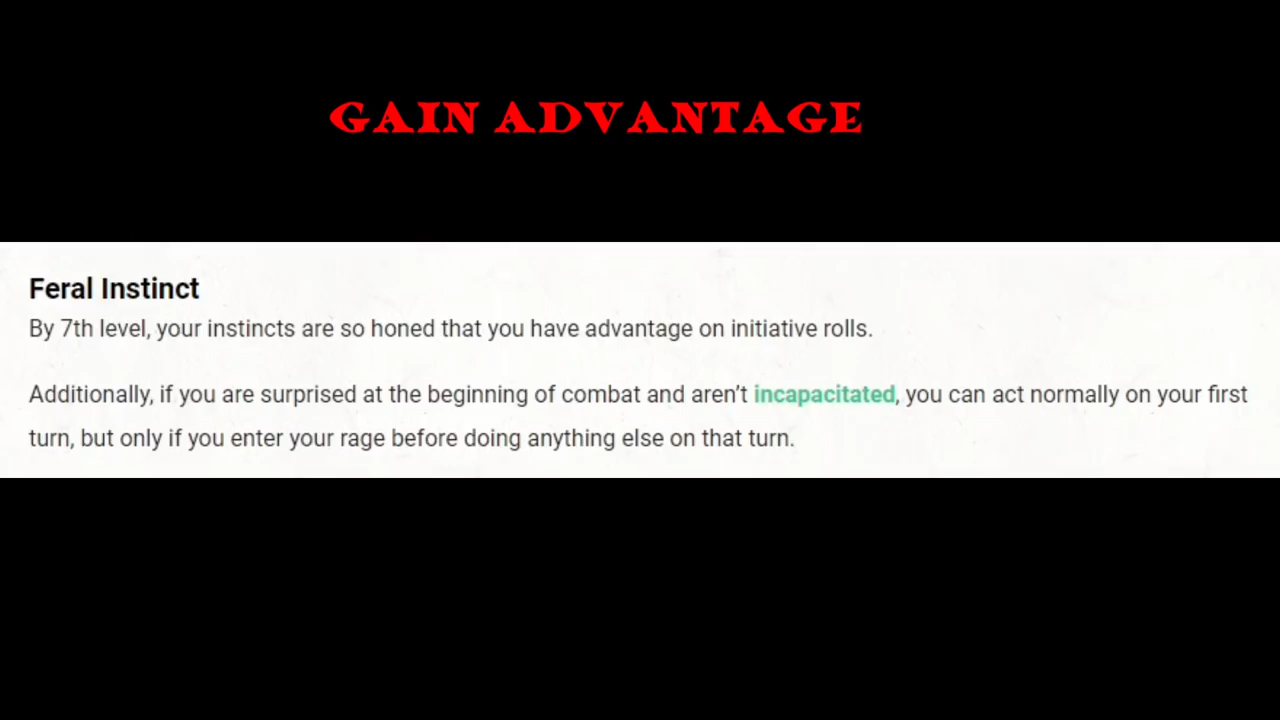 GAIN ADVANTAGE
Feral Instinct
By 7th level, your instincts are so honed that you have advantage on initiative rolls.
Additionally, if you are surprised at the beginning of combat and aren’t incapacitated, you can act normally on your first
turn, but only if you enter your rage before doing anything else on that turn.